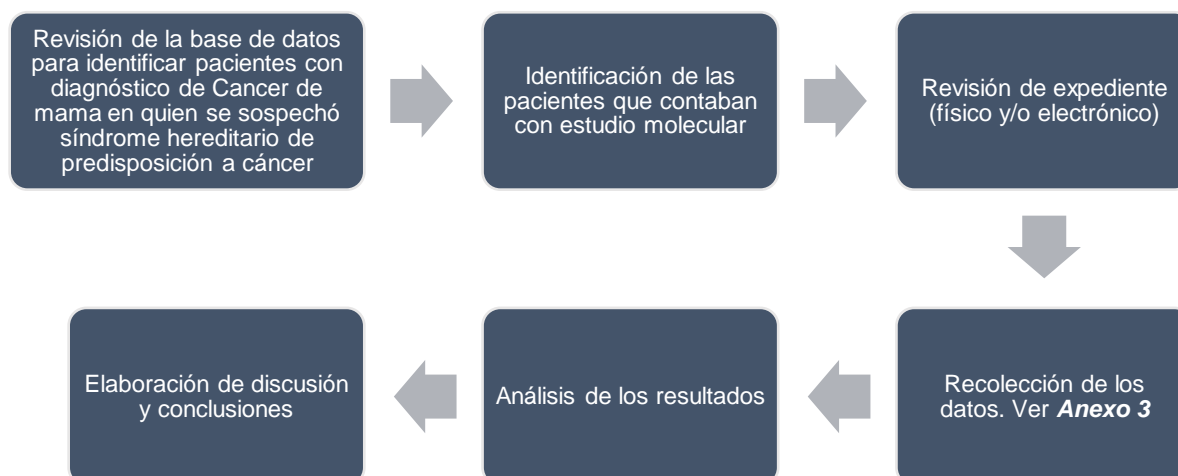 Revisión de la base de datos
para identificar pacientes con
diagnóstico de Cancer de
mama en quien se sospechó
síndrome hereditario de
predisposición a cáncer
Identificación de las
pacientes que contaban
con estudio molecular
Revisión de expediente
(físico y/o electrónico)
Recolección de los
datos. Ver Anexo 3
Análisis de los resultados
Elaboración de discusión
y conclusiones